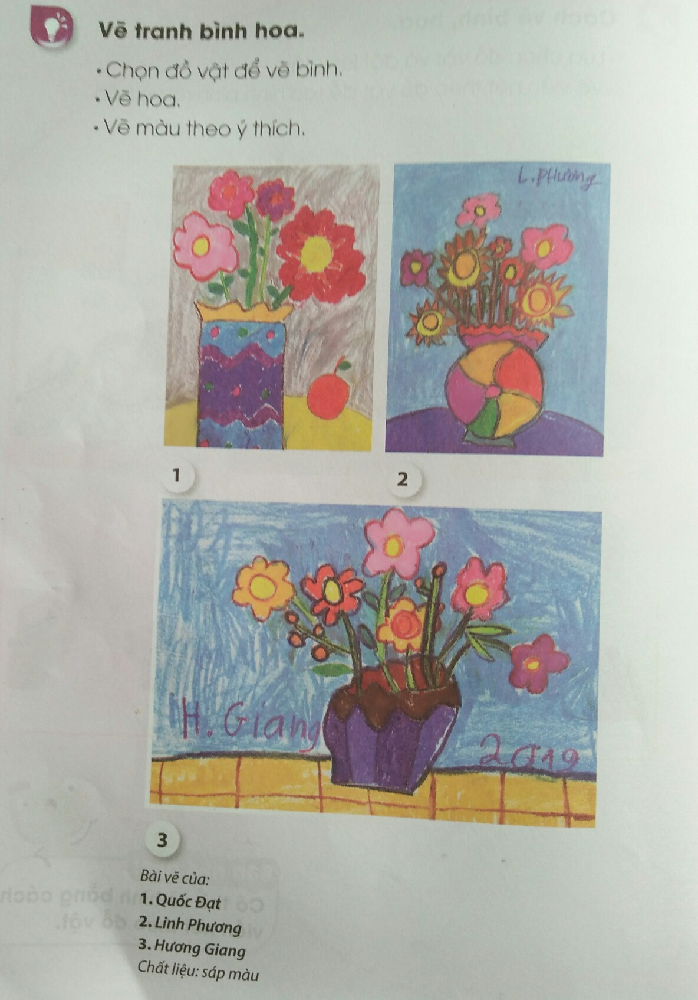 Vẽ tranh bình hoa.
• Chọn đồ vật để vẽ bình.
• Vẽ hoa.
• Vẽ màu theo ý thích.
L. PHương
1
2
H. Giang
2019
3
Bài vẽ của:
1. Quốc Đạt
2. Linh Phương
3. Hương Giang
Chất liệu: sáp màu